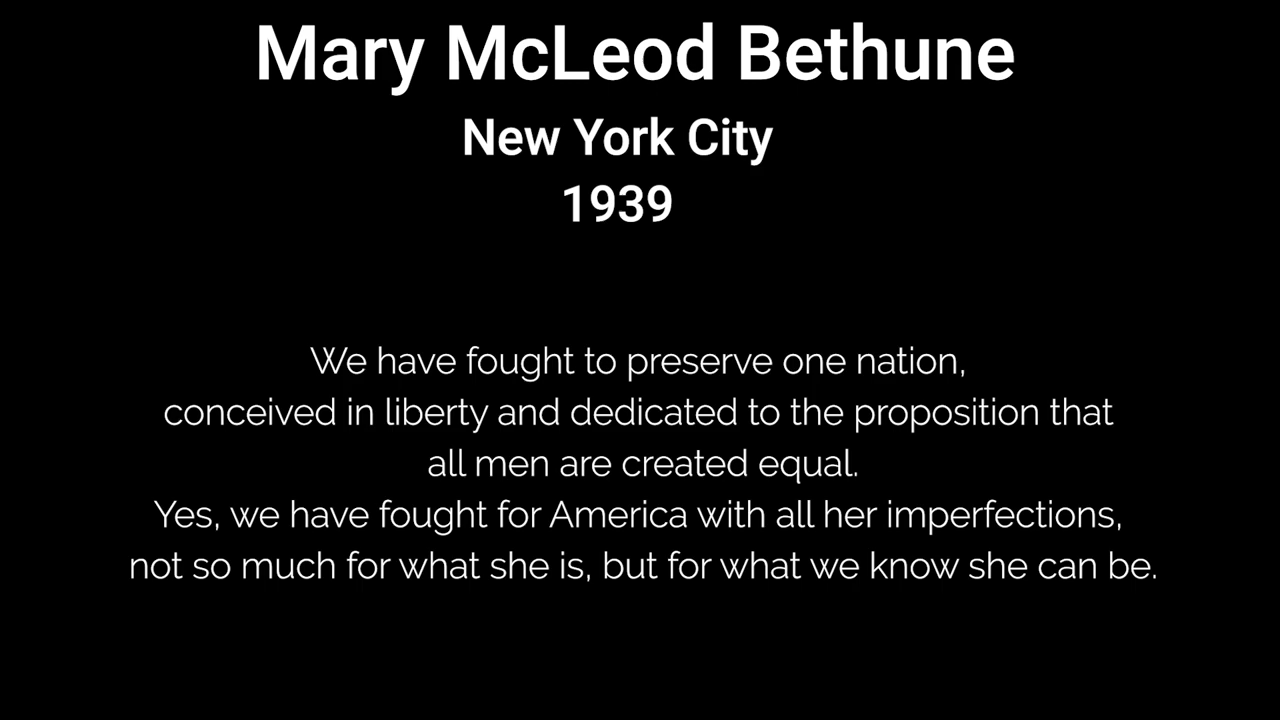 Mary McLeod Bethune
New York City
1939
We have fought to preserve one nation,
conceived in liberty and dedicated to the proposition that
all men are created equal.
Yes, we have fought for America with all her imperfections,
not so much for what she is, but for what we know she can be.